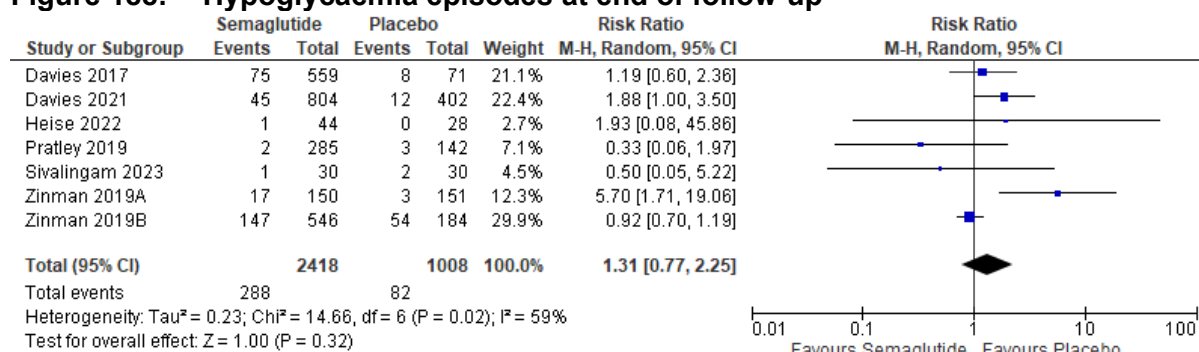 Figure 153: Hypoglycaemia episodes at end of follow-up
Semaglutide Placebo Risk Ratio Risk Ratio
Study or Subgroup Events Total Events Total Weight M-H, Random, 95% CI M-H, Random, 95% CI
Davies 2017 75 559 8 71 21.1% 1.19 [0.60, 2.36]
Davies 2021 45 804 12 402 22.4% 1.88 [1.00, 3.50]
Heise 2022 1 44 0 28 2.7% 1.93 [0.08, 45.86]
Pratley 2019 2 285 3 142 7.1% 0.33 [0.06, 1.97]
Sivalingam 2023 1 30 2 30 4.5% 0.50 [0.05, 5.22]
Zinman 2019A 17 150 3 151 12.3% 5.70 [1.71, 19.06]
Zinman 2019B 147 546 54 184 29.9% 0.92 [0.70, 1.19]
Total (95% CI) 2418 1008 100.0% 1.31 [0.77, 2.25]
Total events 288 82
Heterogeneity: Tau² = 0.23; Chi² = 14.66, df = 6 (P = 0.02); I² = 59%
Test for overall effect: Z = 1.00 (P = 0.32)
0.01 0.1 1 10 100
Favours Semaglutide Favours Placebo